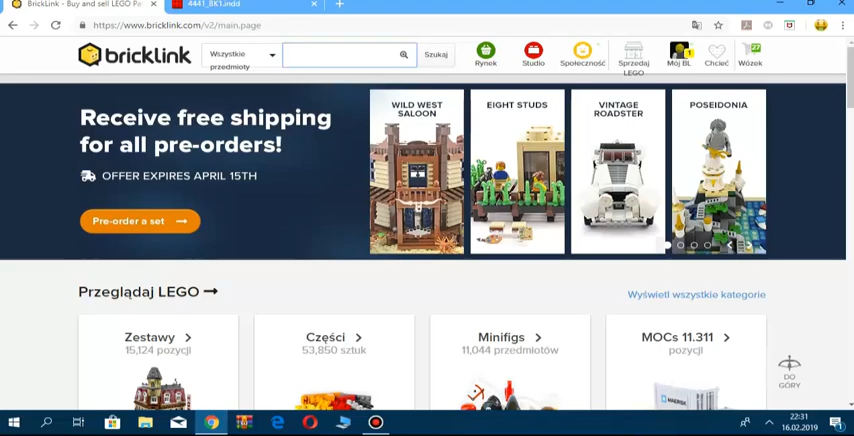 BrickLink - Buy and sell LEGO Pa
4441_BK1.indd
https://www.bricklink.com/v2/main.page
bricklink
Wszystkie
przedmioty
Szukaj
Rynek
Studio
Społeczność
Sprzedaj
LEGO
1
Mój BL
Chcieć
27
Wózek
Receive free shipping
for all pre-orders!
OFFER EXPIRES APRIL 15TH
Pre-order a set
WILD WEST
SALOON
EIGHT STUDS
VINTAGE
ROADSTER
POSEIDONIA
Przeglądaj LEGO
Wyświetl wszystkie kategorie
Zestawy
15,124 pozycji
Części
53,850 sztuk
Minifigs
11,044 przedmiotów
MOCs 11.311
pozycji
MAERSK
DO
GÓRY
22:31
16.02.2019
1